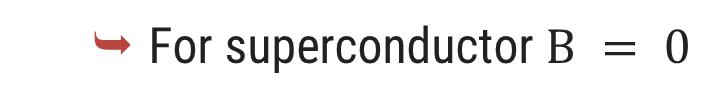 ➥ For superconductor B = 0